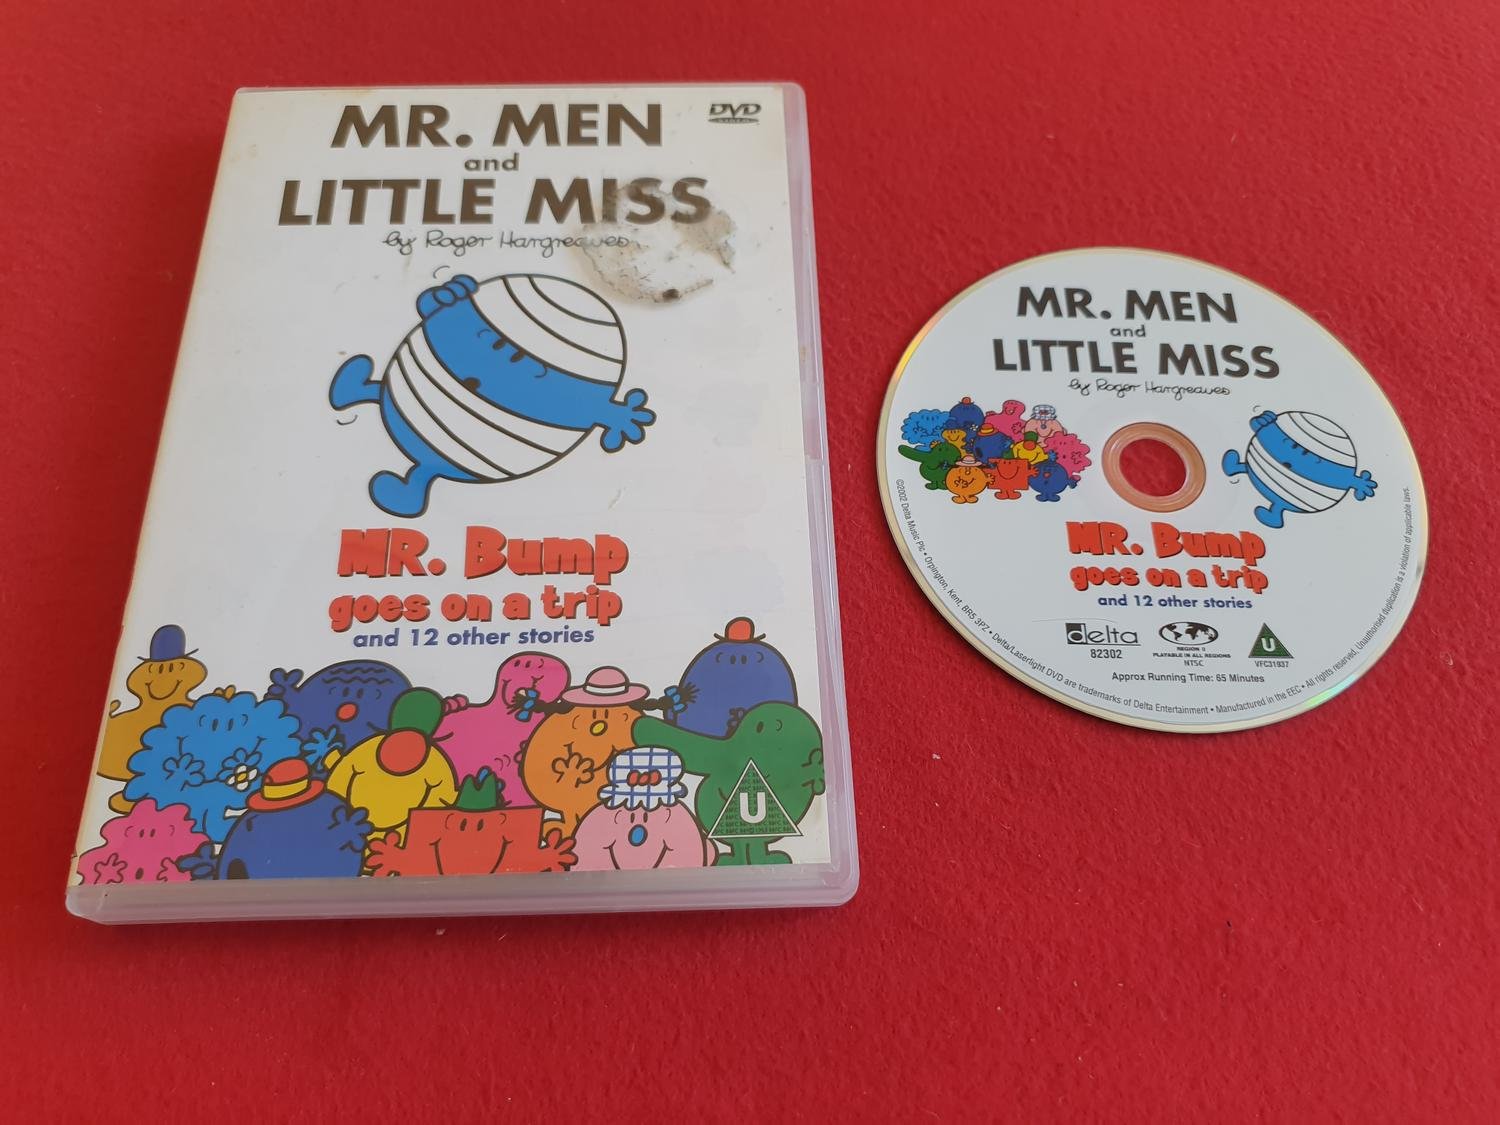 MR. MEN
and
LITTLE MISS
by Roger Hargreaves
DVD
VIDEO
MR. Bump
goes on a trip
and 12 other stories
U
MR. MEN
and
LITTLE MISS
by Roger Hargreaves
MR. Bump
goes on a trip
and 12 other stories
delta
82302
REGION 0
PLAYABLE IN ALL REGIONS
NTSC
U
VFC31937
Approx Running Time: 65 Minutes
©2002 Delta Music Plc • Orpington, Kent, BR5 3PZ • Delta/Laserlight DVD are trademarks of Delta Entertainment • Manufactured in the EEC • All rights reserved. Unauthorised duplication is a violation of applicable laws.